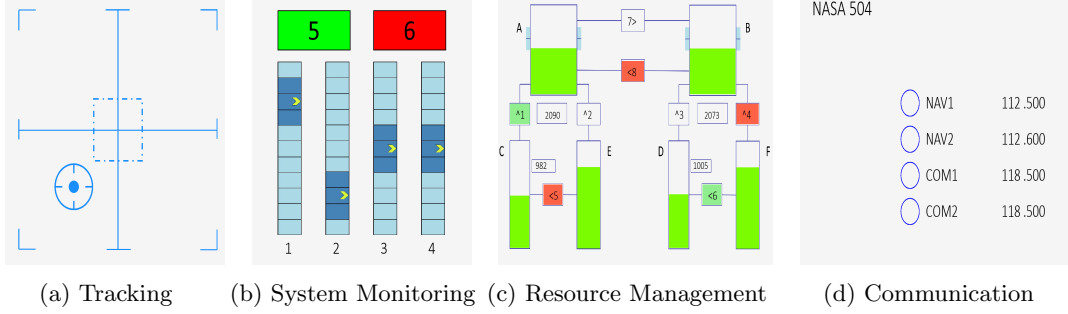 5 6
1 2 3 4
A 7> B
<8
^1 2090 ^2 ^3 2073 ^4
C E D F
982 1005
<5 <6
NASA 504
NAV1 112.500
NAV2 112.600
COM1 118.500
COM2 118.500
(a) Tracking (b) System Monitoring (c) Resource Management (d) Communication